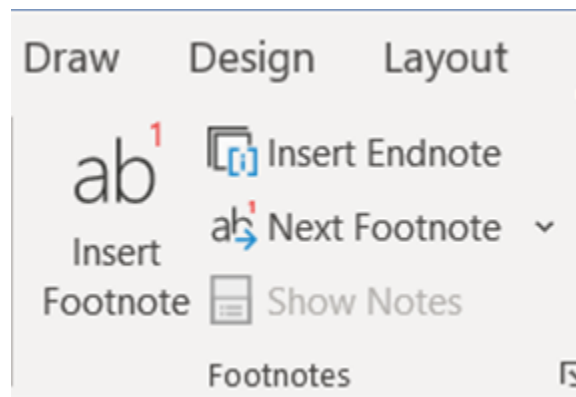 Draw Design Layout
ab1
Insert Endnote
ab1 Next Footnote
Insert
Footnote
Show Notes
Footnotes